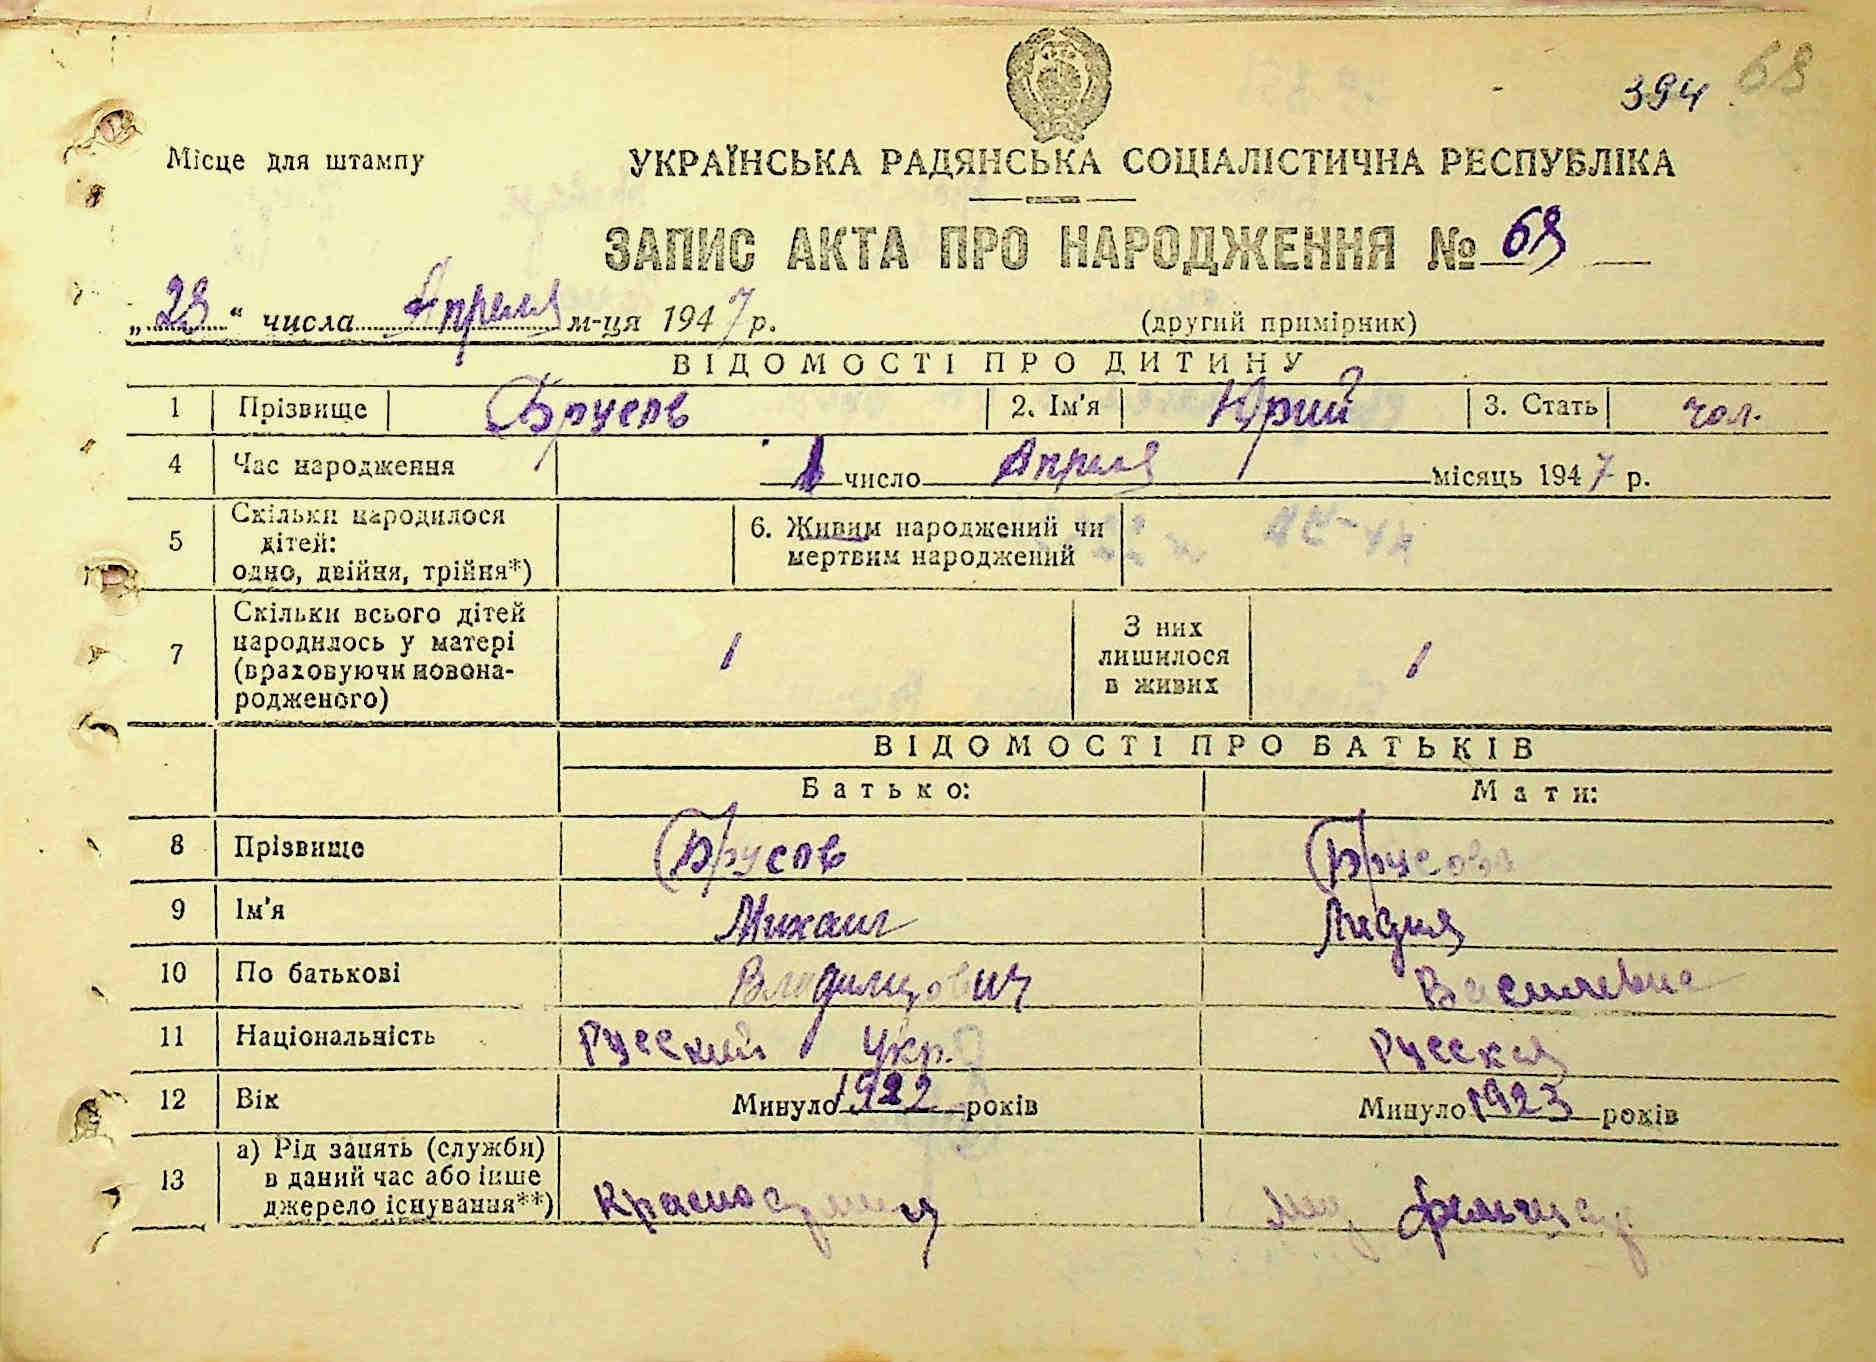 394 68
Місце для штампу
УКРАЇНСЬКА РАДЯНСЬКА СОЦІАЛІСТИЧНА РЕСПУБЛІКА
ЗАПИС АКТА ПРО НАРОДЖЕННЯ № 68
„28“ числа Апреля м-ця 1947 р.
(другий примірник)
ВІДОМОСТІ ПРО ДИТИНУ
1 Прізвище Брусов 2. Ім'я Юрий 3. Стать чол.
4 Час народження 1 число Апреля місяць 1947 р.
5 Скільки народилося дітей: одно, двійня, трійня*) 6. Живим народжений чи мертвим народжений
7 Скільки всього дітей народилось у матері (враховуючи новонародженого) 1 З них лишилося в живих 1
ВІДОМОСТІ ПРО БАТЬКІВ
Батько: Мати:
8 Прізвище Брусов Брусова
9 Ім'я Михаил Лидия
10 По батькові Владимирович Василевна
11 Національність Русский Укр. Русская
12 Вік Минуло 1922 років Минуло 1923 років
13 а) Рід занять (служби) в даний час або інше джерело існування**)